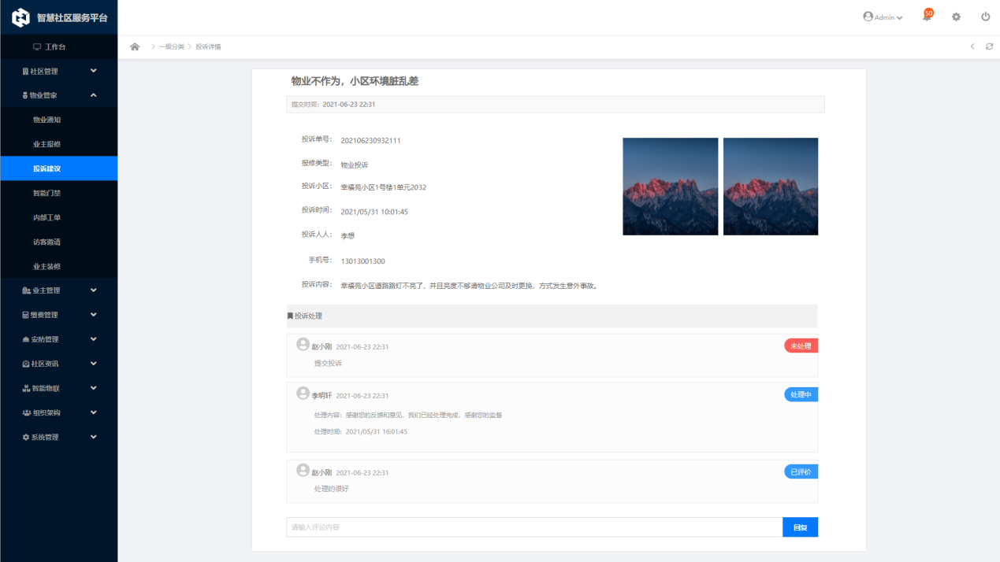 智慧社区服务平台
Admin
50
工作台
一级分类
投诉详情
社区管理
物业管家
物业通知
业主报修
投诉建议
智能门禁
内部工单
访客邀请
业主装修
业主管理
缴费管理
安防管理
社区资讯
智能物联
组织架构
系统管理
物业不作为，小区环境脏乱差
提交时间：2021-06-23 22:31
投诉单号：202106230932111
报修类型：物业投诉
投诉小区：幸福苑小区1号楼1单元2032
投诉时间：2021/05/31 10:01:45
投诉人人：李想
手机号：13013001300
投诉内容：幸福苑小区道路路灯不亮了，并且亮度不够请物业公司及时更换、方式发生意外事故。
投诉处理
赵小刚 2021-06-23 22:31
未处理
提交投诉
李明轩 2021-06-23 22:31
处理中
处理内容：感谢您的反馈和意见，我们已经处理完成，感谢您的监督
处理时间：2021/05/31 16:01:45
赵小刚 2021-06-23 22:31
已评价
处理的很好
请输入评论内容
回复